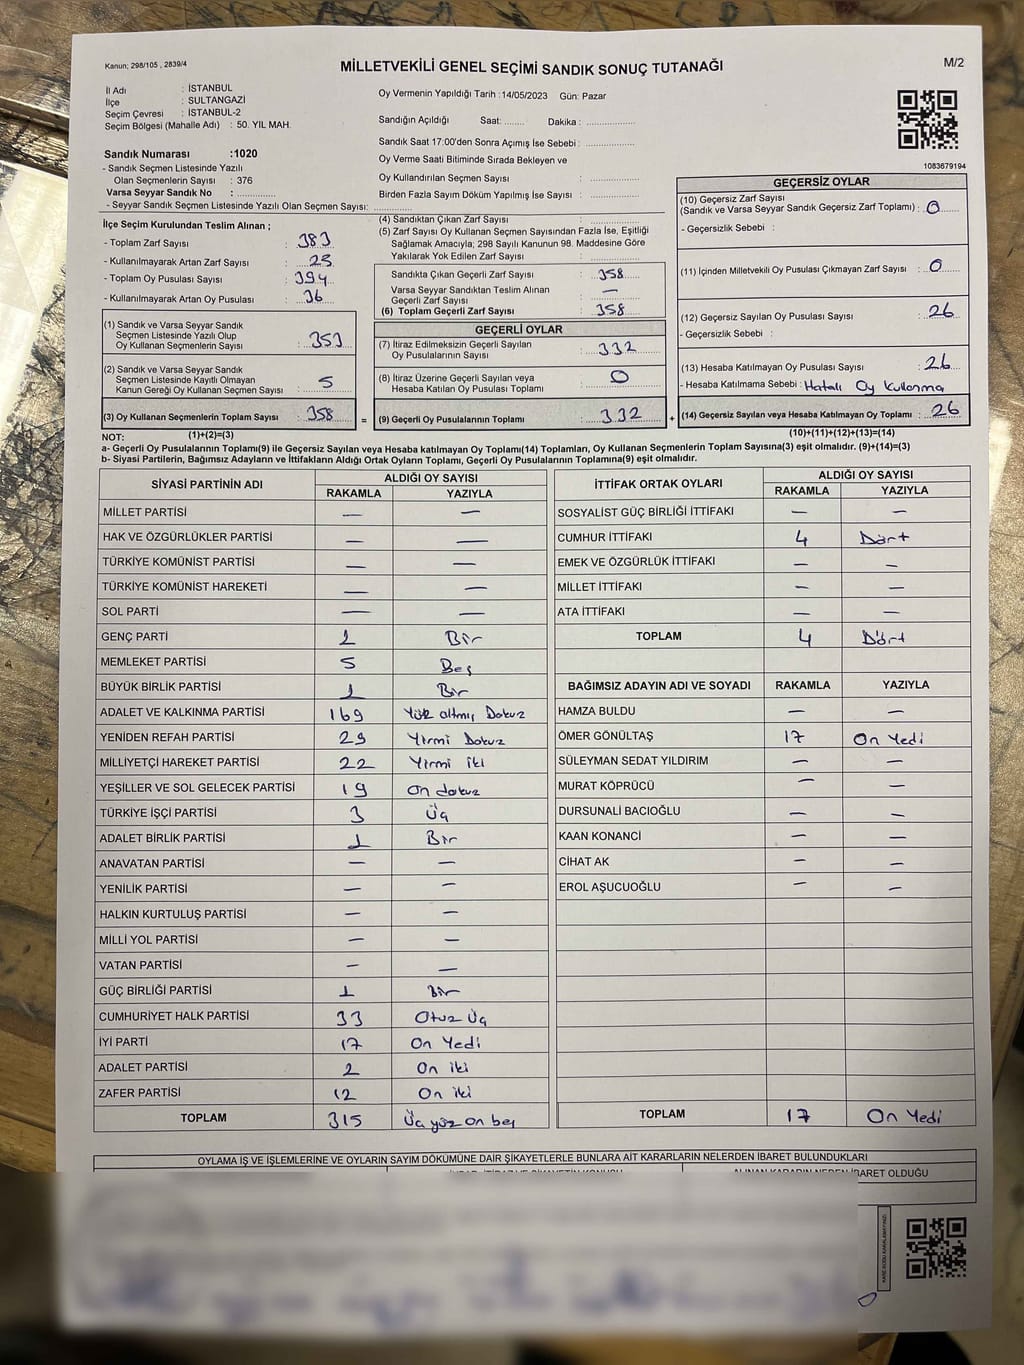 Kanun; 298/105 , 2839/4
MİLLETVEKİLİ GENEL SEÇİMİ SANDIK SONUÇ TUTANAĞI
M/2
İl Adı : İSTANBUL
İlçe : SULTANGAZİ
Seçim Çevresi : İSTANBUL-2
Seçim Bölgesi (Mahalle Adı) : 50. YIL MAH.
Sandık Numarası :1020
- Sandık Seçmen Listesinde Yazılı
Olan Seçmenlerin Sayısı : 376
Varsa Seyyar Sandık No : ..............
- Seyyar Sandık Seçmen Listesinde Yazılı Olan Seçmen Sayısı: ..............
Oy Vermenin Yapıldığı Tarih :14/05/2023 Gün: Pazar
Sandığın Açıldığı Saat: ........ Dakika : ................
Sandık Saat 17:00'den Sonra Açımış İse Sebebi : ................
Oy Verme Saati Bitiminde Sırada Bekleyen ve
Oy Kullandırılan Seçmen Sayısı : ................
Birden Fazla Sayım Döküm Yapılmış İse Sayısı : ................
1083679194
İlçe Seçim Kurulundan Teslim Alınan ;
- Toplam Zarf Sayısı : 383
- Kullanılmayarak Artan Zarf Sayısı : 25
- Toplam Oy Pusulası Sayısı : 394
- Kullanılmayarak Artan Oy Pusulası : 36
(1) Sandık ve Varsa Seyyar Sandık
Seçmen Listesinde Yazılı Olup
Oy Kullanan Seçmenlerin Sayısı : 353
(2) Sandık ve Varsa Seyyar Sandık
Seçmen Listesinde Kayıtlı Olmayan
Kanun Gereği Oy Kullanan Seçmen Sayısı : 5
(3) Oy Kullanan Seçmenlerin Toplam Sayısı : 358 =
(4) Sandıktan Çıkan Zarf Sayısı : ................
(5) Zarf Sayısı Oy Kullanan Seçmen Sayısından Fazla İse, Eşitliği
Sağlamak Amacıyla; 298 Sayılı Kanunun 98. Maddesine Göre
Yakılarak Yok Edilen Zarf Sayısı : ................
Sandıkta Çıkan Geçerli Zarf Sayısı : 358
Varsa Seyyar Sandıktan Teslim Alınan
Geçerli Zarf Sayısı : —
(6) Toplam Geçerli Zarf Sayısı : 358
GEÇERLİ OYLAR
(7) İtiraz Edilmeksizin Geçerli Sayılan
Oy Pusulalarının Sayısı : 332
(8) İtiraz Üzerine Geçerli Sayılan veya
Hesaba Katılan Oy Pusulaları Toplamı : 0
(9) Geçerli Oy Pusulalarının Toplamı : 332 +
GEÇERSİZ OYLAR
(10) Geçersiz Zarf Sayısı
(Sandık ve Varsa Seyyar Sandık Geçersiz Zarf Toplamı) : 0
- Geçersizlik Sebebi :
(11) İçinden Milletvekili Oy Pusulası Çıkmayan Zarf Sayısı : 0
(12) Geçersiz Sayılan Oy Pusulası Sayısı : 26
- Geçersizlik Sebebi :
(13) Hesaba Katılmayan Oy Pusulası Sayısı : 26
- Hesaba Katılmama Sebebi : Hatalı Oy Kullanma
(14) Geçersiz Sayılan veya Hesaba Katılmayan Oy Toplamı : 26
NOT: (1)+(2)=(3) (10)+(11)+(12)+(13)=(14)
a- Geçerli Oy Pusulalarının Toplamı(9) ile Geçersiz Sayılan veya Hesaba katılmayan Oy Toplamı(14) Toplamları, Oy Kullanan Seçmenlerin Toplam Sayısına(3) eşit olmalıdır. (9)+(14)=(3)
b- Siyasi Partilerin, Bağımsız Adayların ve İttifakların Aldığı Ortak Oyların Toplamı, Geçerli Oy Pusulalarının Toplamına(9) eşit olmalıdır.
SİYASİ PARTİNİN ADI ALDIĞI OY SAYISI
RAKAMLA YAZIYLA
MİLLET PARTİSİ — —
HAK VE ÖZGÜRLÜKLER PARTİSİ — —
TÜRKİYE KOMÜNİST PARTİSİ — —
TÜRKİYE KOMÜNİST HAREKETİ — —
SOL PARTİ — —
GENÇ PARTİ 1 Bir
MEMLEKET PARTİSİ 5 Beş
BÜYÜK BİRLİK PARTİSİ 1 Bir
ADALET VE KALKINMA PARTİSİ 169 Yüz altmış Dokuz
YENİDEN REFAH PARTİSİ 29 Yirmi Dokuz
MİLLİYETÇİ HAREKET PARTİSİ 22 Yirmi iki
YEŞİLLER VE SOL GELECEK PARTİSİ 19 On dokuz
TÜRKİYE İŞÇİ PARTİSİ 3 Üç
ADALET BİRLİK PARTİSİ 1 Bir
ANAVATAN PARTİSİ — —
YENİLİK PARTİSİ — —
HALKIN KURTULUŞ PARTİSİ — —
MİLLİ YOL PARTİSİ — —
VATAN PARTİSİ — —
GÜÇ BİRLİĞİ PARTİSİ 1 Bir
CUMHURİYET HALK PARTİSİ 33 Otuz Üç
İYİ PARTİ 17 On Yedi
ADALET PARTİSİ 2 On iki
ZAFER PARTİSİ 12 On iki
TOPLAM 315 Üç yüz on beş
İTTİFAK ORTAK OYLARI ALDIĞI OY SAYISI
RAKAMLA YAZIYLA
SOSYALİST GÜÇ BİRLİĞİ İTTİFAKI — —
CUMHUR İTTİFAKI 4 Dört
EMEK VE ÖZGÜRLÜK İTTİFAKI — —
MİLLET İTTİFAKI — —
ATA İTTİFAKI — —
TOPLAM 4 Dört
BAĞIMSIZ ADAYIN ADI VE SOYADI RAKAMLA YAZIYLA
HAMZA BULDU — —
ÖMER GÖNÜLTAŞ 17 On Yedi
SÜLEYMAN SEDAT YILDIRIM — —
MURAT KÖPRÜCÜ — —
DURSUNALİ BACIOĞLU — —
KAAN KONANCİ — —
CİHAT AK — —
EROL AŞUCUOĞLU — —
TOPLAM 17 On Yedi
OYLAMA İŞ VE İŞLEMLERİNE VE OYLARIN SAYIM DÖKÜMÜNE DAİR ŞİKAYETLERLE BUNLARA AİT KARARLARIN NELERDEN İBARET BULUNDUKLARI
ALINAN KARARIN NEDEN İBARET OLDUĞU